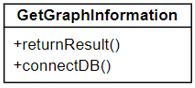 GetGraphInformation
+returnResult()
+connectDB()